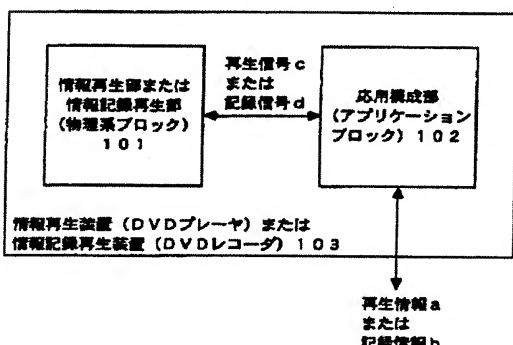 情報再生部または
情報記録再生部
(物理系ブロック)
101
再生信号c
または
記録信号d
応用構成部
(アプリケーション
ブロック)102
情報再生装置(DVDプレーヤ)または
情報記録再生装置(DVDレコーダ)103
再生情報a
または
記録情報b